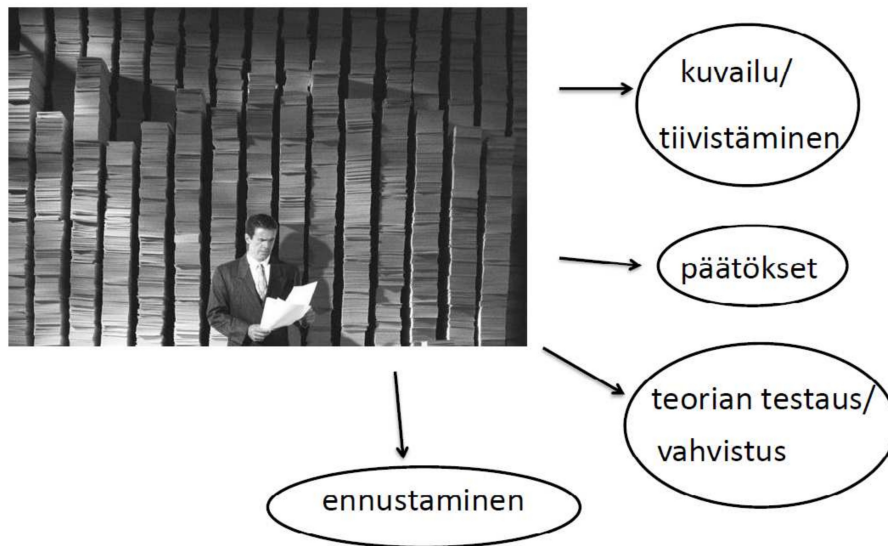 kuvailu/
tiivistäminen
päätökset
teorian testaus/
vahvistus
ennustaminen